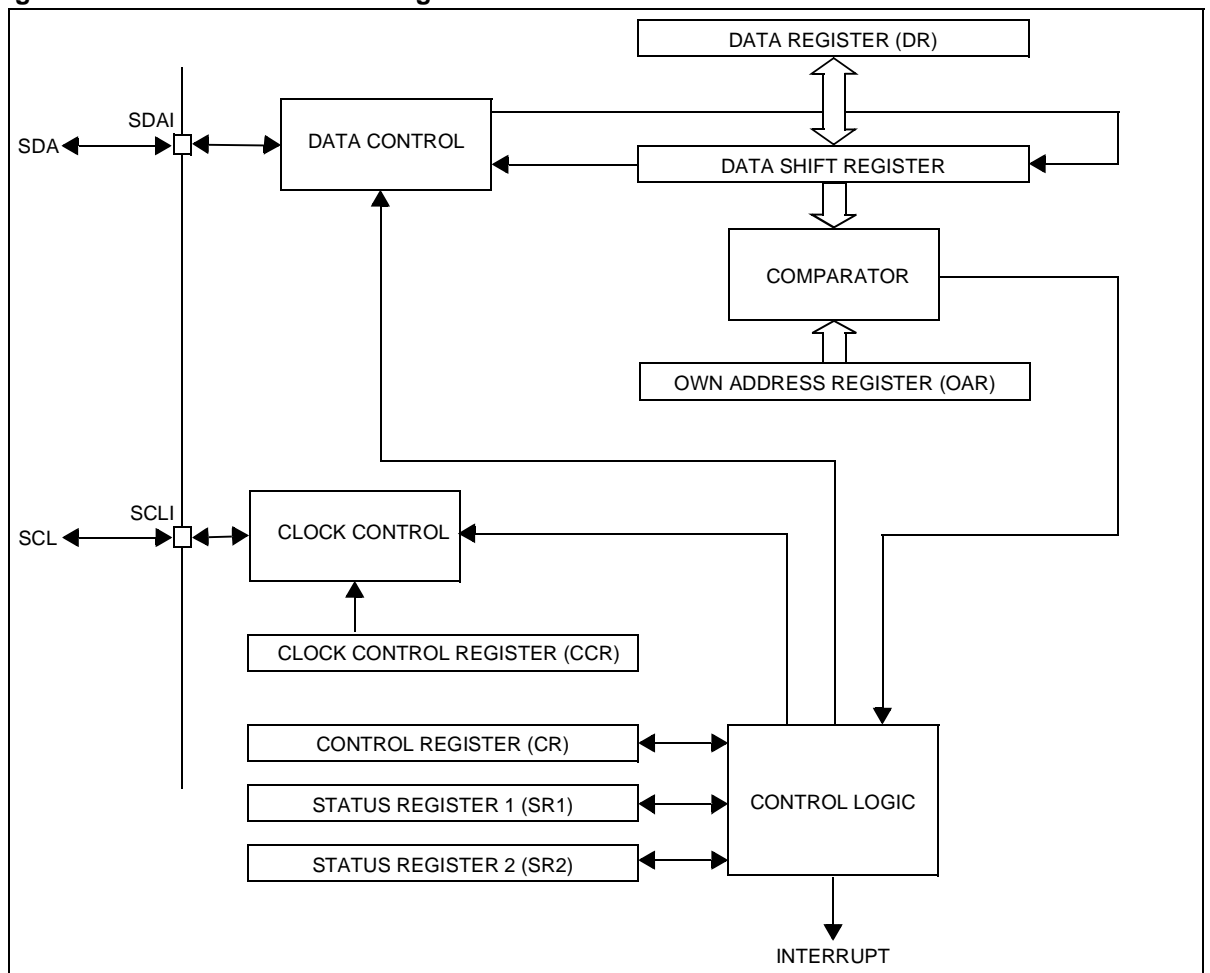 DATA REGISTER (DR)
SDAI
SDA
DATA CONTROL
DATA SHIFT REGISTER
COMPARATOR
OWN ADDRESS REGISTER (OAR)
SCLI
SCL
CLOCK CONTROL
CLOCK CONTROL REGISTER (CCR)
CONTROL REGISTER (CR)
STATUS REGISTER 1 (SR1)
CONTROL LOGIC
STATUS REGISTER 2 (SR2)
INTERRUPT